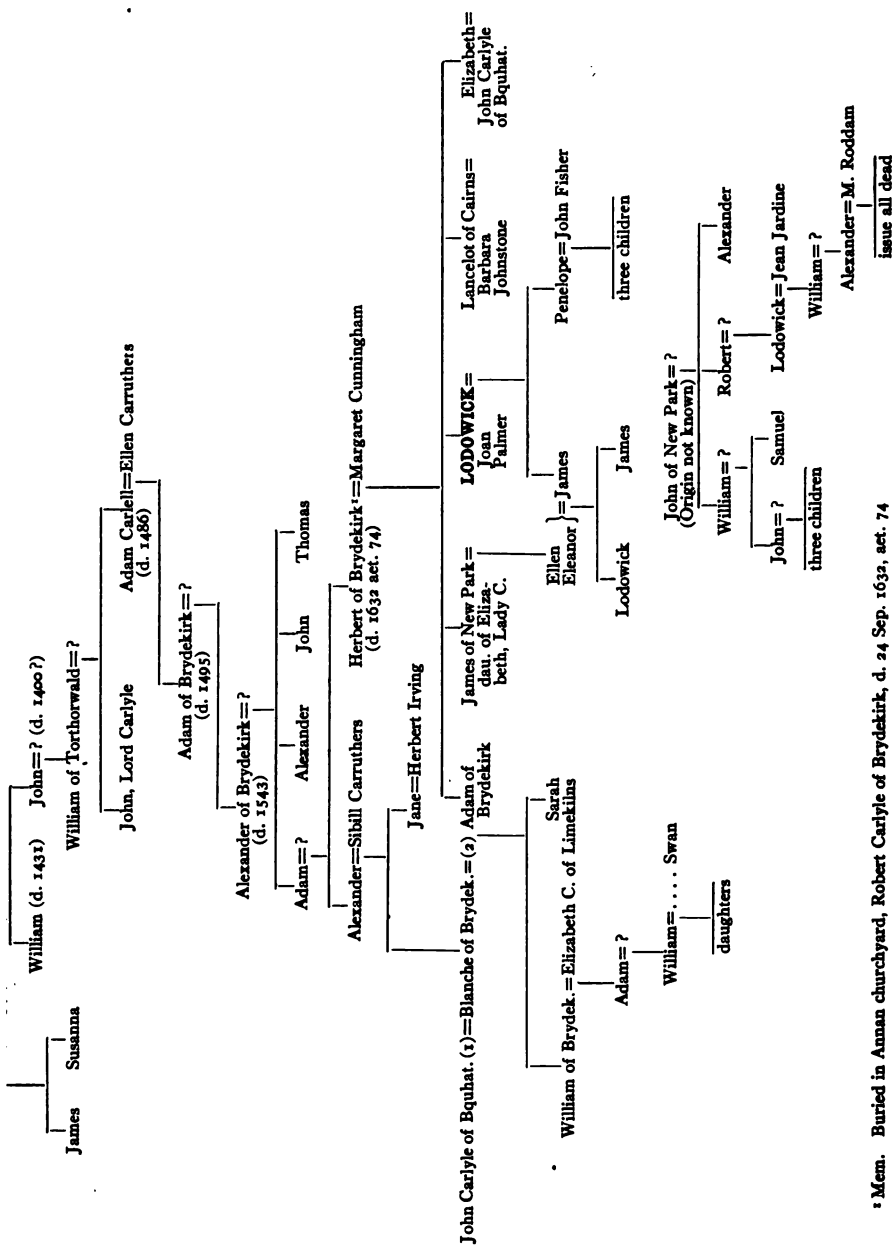 James Susanna
William (d. 1431) John=? (d. 1400?)
William of Torthorwald=?
John, Lord Carlyle Adam Carlell=Ellen Carruthers
(d. 1486)
Adam of Brydekirk=?
(d. 1495)
Alexander of Brydekirk=?
(d. 1543)
Adam=? Alexander John Thomas
Alexander=Sibill Carruthers Herbert of Brydekirk¹=Margaret Cunningham
(d. 1632 aet. 74)
Jane=Herbert Irving
John Carlyle of Bquhat. (1)=Blanche of Brydek.=(2) Adam of
Brydekirk
James of New Park=
dau. of Eliza-
beth, Lady C.
LODOWICK=
Joan
Palmer
Lancelot of Cairns=
Barbara
Johnstone
Elizabeth=
John Carlyle
of Bquhat.
William of Brydek.=Elizabeth C. of Limekilns
Sarah
Ellen
Eleanor } =James
Penelope=John Fisher
Lodowick James
three children
Adam=?
William=.... Swan
daughters
John of New Park=?
(Origin not known)
William=? Robert=? Alexander
John=? Samuel
Lodowick=Jean Jardine
three children
William=?
Alexander=M. Roddam
issue all dead
¹ Mem. Buried in Annan churchyard, Robert Carlyle of Brydekirk, d. 24 Sep. 1632, aet. 74